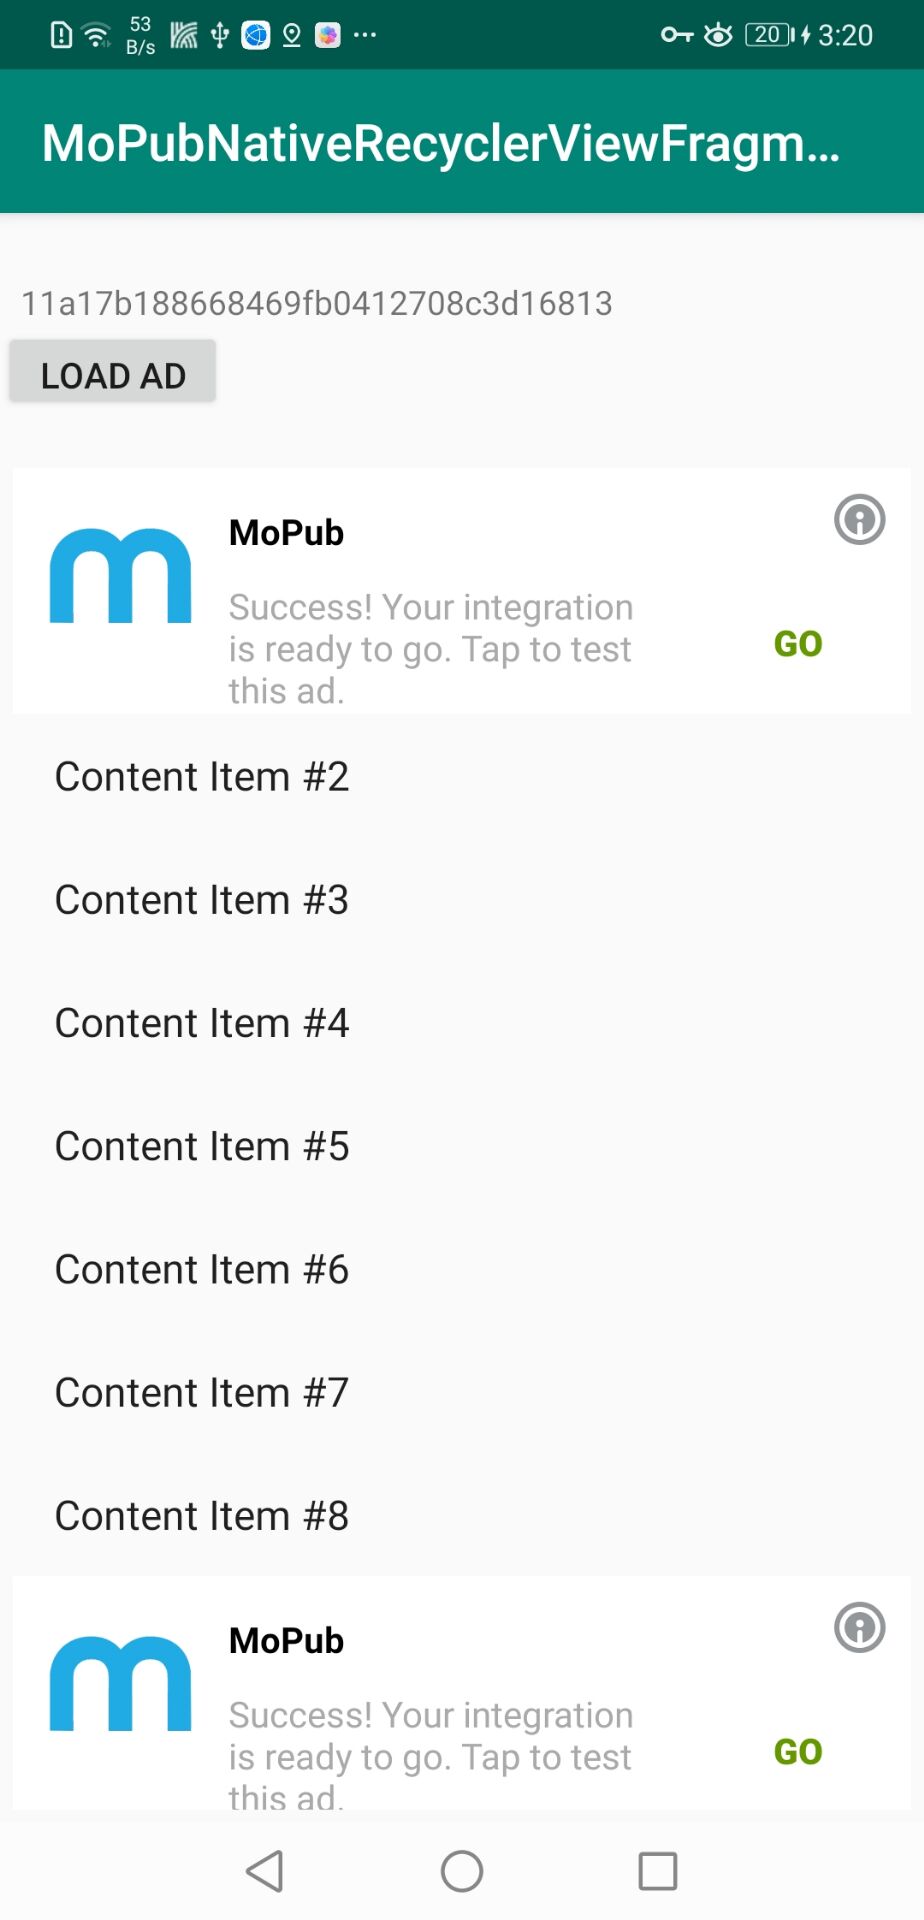 53
B/s
20
3:20
MoPubNativeRecyclerViewFragm...
11a17b188668469fb0412708c3d16813
LOAD AD
MoPub
Success! Your integration
is ready to go. Tap to test
this ad.
GO
Content Item #2
Content Item #3
Content Item #4
Content Item #5
Content Item #6
Content Item #7
Content Item #8
MoPub
Success! Your integration
is ready to go. Tap to test
this ad.
GO